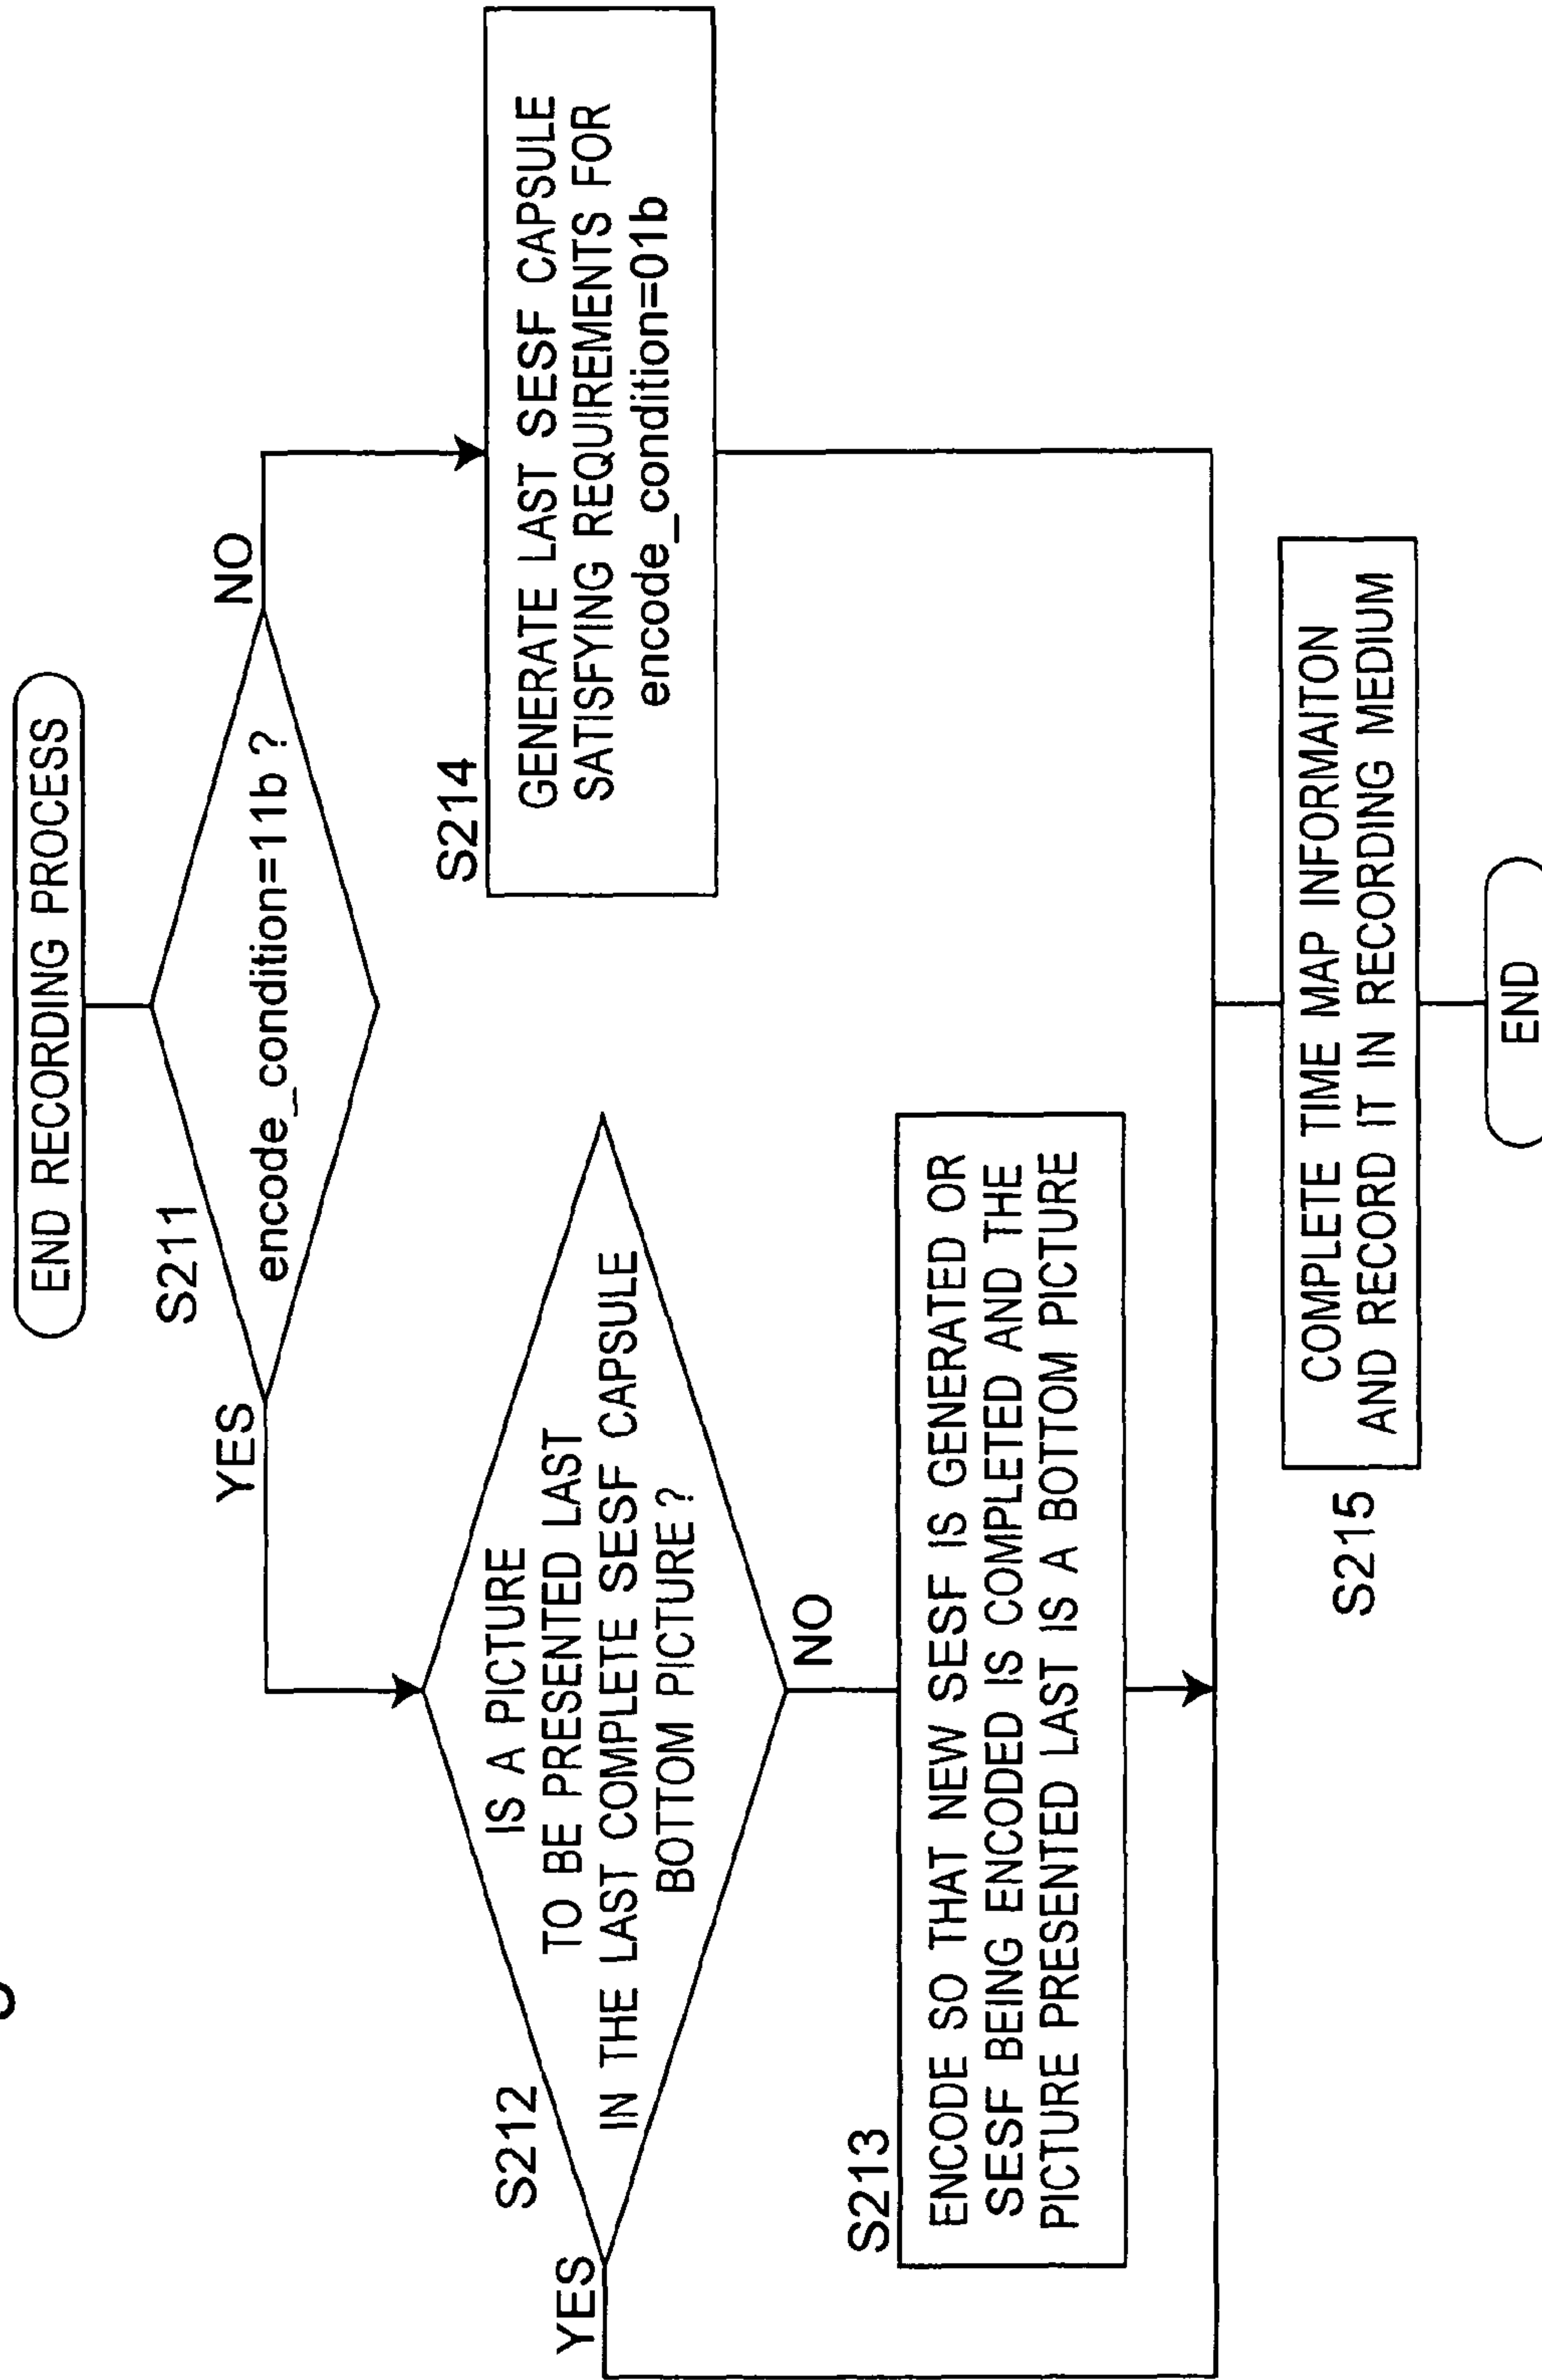 END RECORDING PROCESS
S211
encode_condition=11b ?
YES
NO
S212
IS A PICTURE
TO BE PRESENTED LAST
IN THE LAST COMPLETE SESF CAPSULE
BOTTOM PICTURE ?
YES
NO
S214
GENERATE LAST SESF CAPSULE
SATISFYING REQUIREMENTS FOR
encode_condition=01b
S213
ENCODE SO THAT NEW SESF IS GENERATED OR
SESF BEING ENCODED IS COMPLETED AND THE
PICTURE PRESENTED LAST IS A BOTTOM PICTURE
S215
COMPLETE TIME MAP INFORMAITON
AND RECORD IT IN RECORDING MEDIUM
END